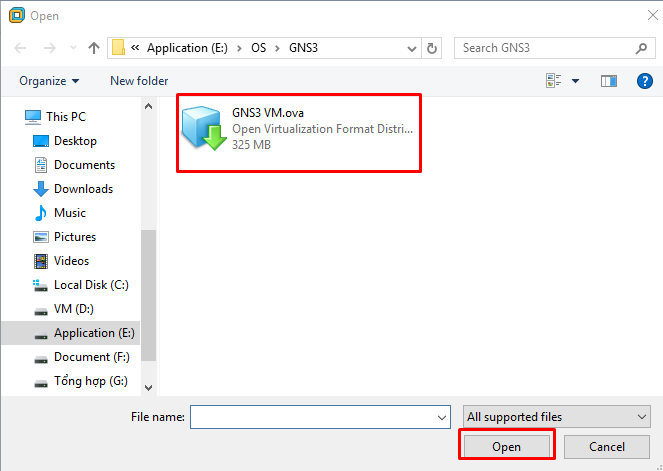 Open
« Application (E:) > OS > GNS3
Search GNS3
Organize
New folder
?
This PC
Desktop
Documents
Downloads
Music
Pictures
Videos
Local Disk (C:)
VM (D:)
Application (E:)
Document (F:)
Tổng hợp (G:)
GNS3 VM.ova
Open Virtualization Format Distri...
325 MB
File name:
All supported files
Open
Cancel